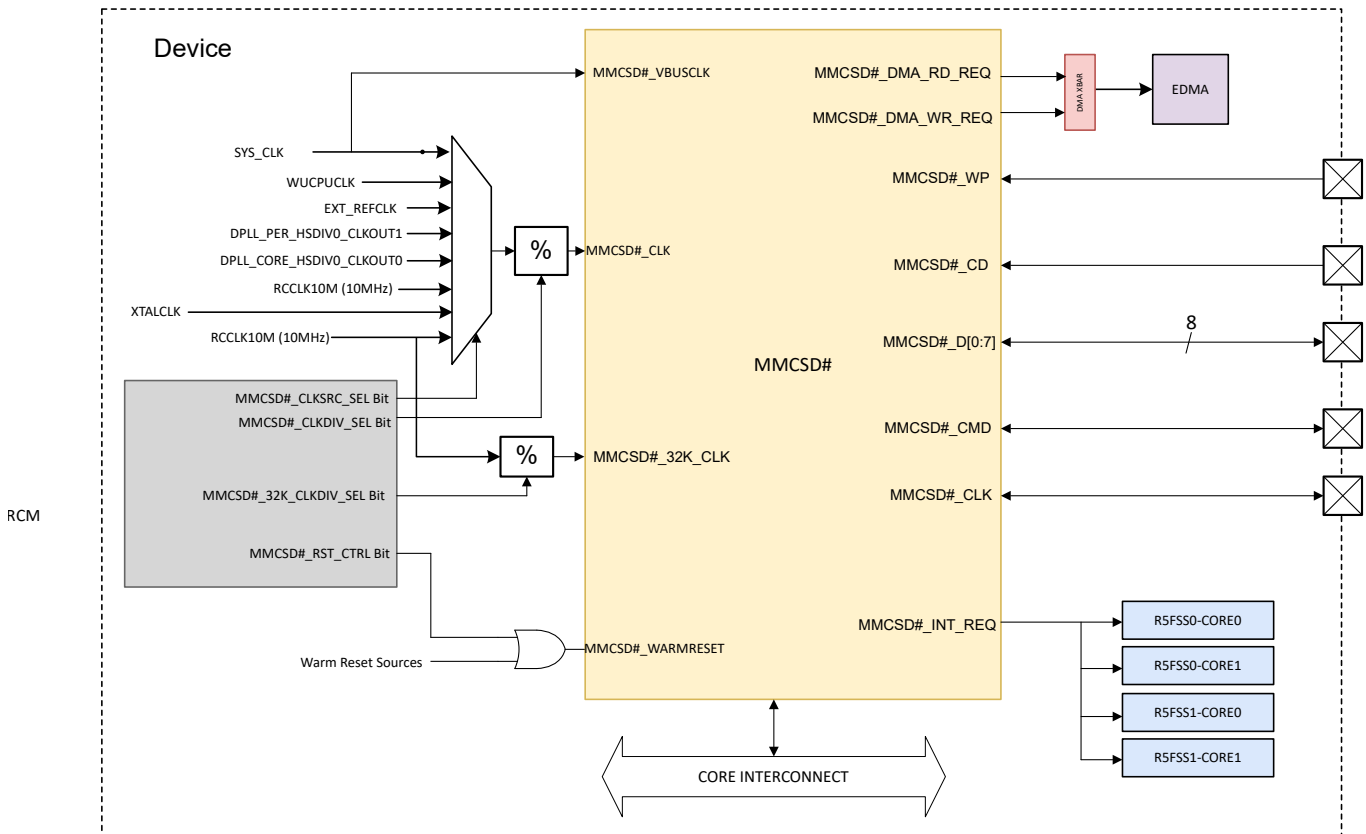 Device
MMCSD#_VBUSCLK
MMCSD#_DMA_RD_REQ
DMA XBAR
EDMA
MMCSD#_DMA_WR_REQ
SYS_CLK
WUCPUCLK
MMCSD#_WP
EXT_REFCLK
DPLL_PER_HSDIV0_CLKOUT1
%
MMCSD#_CLK
DPLL_CORE_HSDIV0_CLKOUT0
MMCSD#_CD
RCCLK10M (10MHz)
XTALCLK
RCCLK10M (10MHz)
MMCSD#_D[0:7]
8
MMCSD#
MMCSD#_CLKSRC_SEL Bit
MMCSD#_CLKDIV_SEL Bit
MMCSD#_CMD
%
MMCSD#_32K_CLK
MMCSD#_32K_CLKDIV_SEL Bit
MMCSD#_CLK
RCM
MMCSD#_RST_CTRL Bit
MMCSD#_INT_REQ
R5FSS0-CORE0
MMCSD#_WARMRESET
Warm Reset Sources
R5FSS0-CORE1
R5FSS1-CORE0
R5FSS1-CORE1
CORE INTERCONNECT